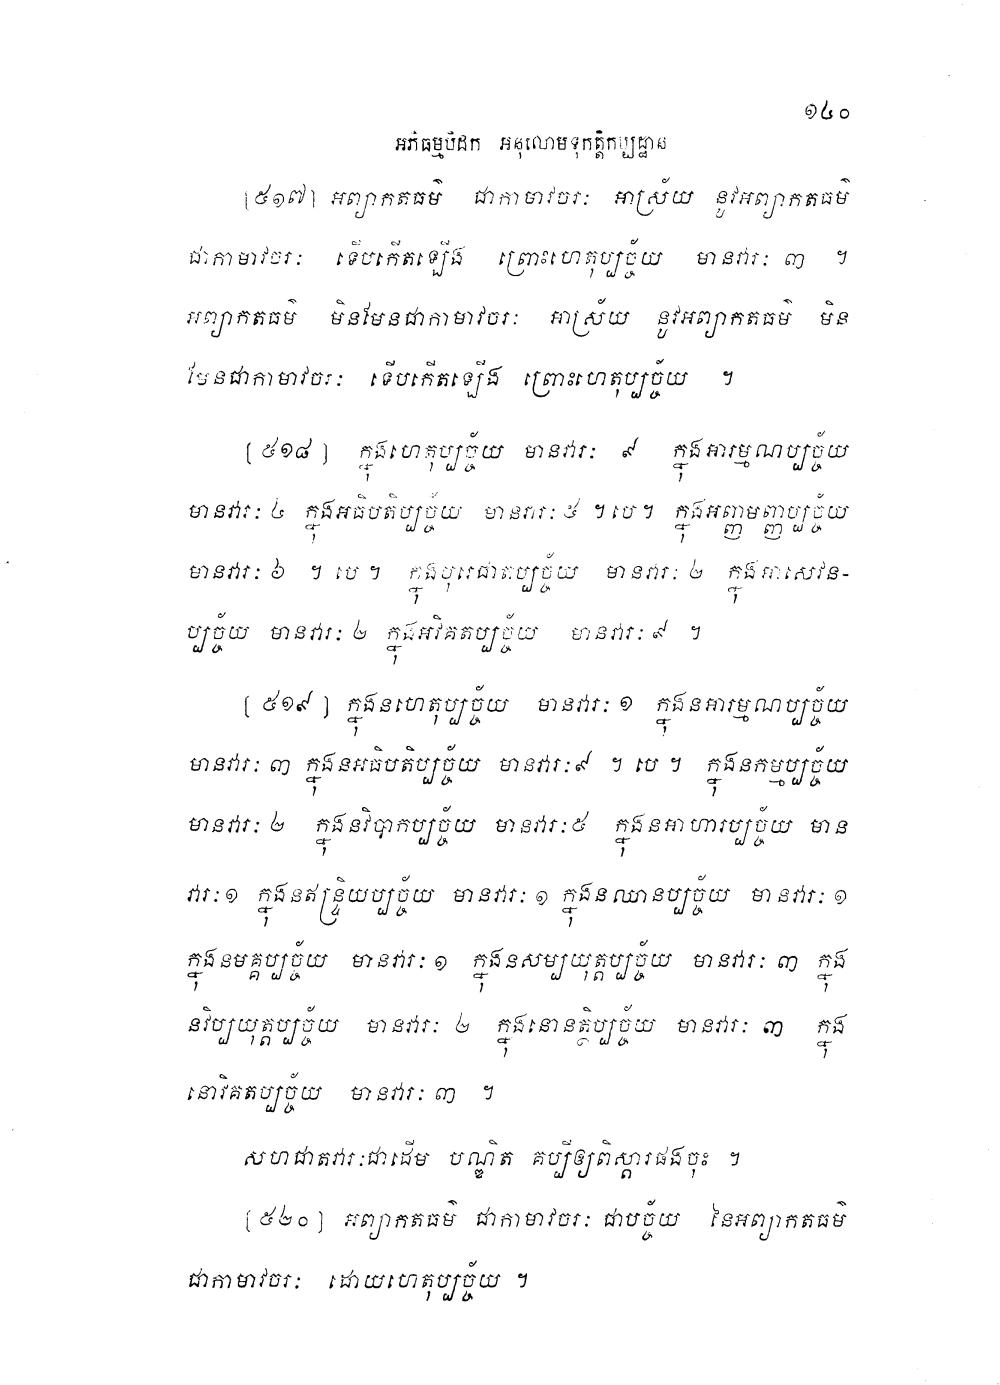 ១៤០
អភិធម្មបិដក អនុលោមទុកត្តិកប្បដ្ឋាន
[៥១៧] អព្យាកតធម៌ ជាកាមាវចរៈ អាស្រ័យ នូវអព្យាកតធម៌
ជាកាមាវចរៈ ទើបកើតឡើង ព្រោះហេតុប្បច្ច័យ មានវារៈ ៣ ។
អព្យាកតធម៌ មិនមែនជាកាមាវចរៈ អាស្រ័យ នូវអព្យាកតធម៌ មិន
មែនជាកាមាវចរៈ ទើបកើតឡើង ព្រោះហេតុប្បច្ច័យ ។
[៥១៨] ក្នុងហេតុប្បច្ច័យ មានវារៈ ៩ ក្នុងអារម្មណប្បច្ច័យ
មានវារៈ ៤ ក្នុងអធិបតិប្បច្ច័យ មានវារៈ ៥ ។ បេ ។ ក្នុងអញ្ញាមញ្ញាប្បច្ច័យ
មានវារៈ ៦ ។ បេ ។ ក្នុងបុរេជាតប្បច្ច័យ មានវារៈ ២ ក្នុងអាសេវន-
ប្បច្ច័យ មានវារៈ ២ ក្នុងអវិគតប្បច្ច័យ មានវារៈ ៩ ។
[៥១៩] ក្នុងនហេតុប្បច្ច័យ មានវារៈ ១ ក្នុងនអារម្មណប្បច្ច័យ
មានវារៈ ៣ ក្នុងនអធិបតិប្បច្ច័យ មានវារៈ ៩ ។ បេ ។ ក្នុងនកម្មប្បច្ច័យ
មានវារៈ ២ ក្នុងនវិបាកប្បច្ច័យ មានវារៈ ៥ ក្នុងនអាហារប្បច្ច័យ មាន
វារៈ ១ ក្នុងនឥន្ទ្រិយប្បច្ច័យ មានវារៈ ១ ក្នុងនឈានប្បច្ច័យ មានវារៈ ១
ក្នុងនមគ្គប្បច្ច័យ មានវារៈ ១ ក្នុងនសម្បយុត្តប្បច្ច័យ មានវារៈ ៣ ក្នុង
នវិប្បយុត្តប្បច្ច័យ មានវារៈ ២ ក្នុងនោនត្ថិប្បច្ច័យ មានវារៈ ៣ ក្នុង
នោវិគតប្បច្ច័យ មានវារៈ ៣ ។
សហជាតវារៈជាដើម បណ្ឌិត គប្បីឲ្យពិស្តារផងចុះ ។
[៥២០] អព្យាកតធម៌ ជាកាមាវចរៈ ជាបច្ច័យ នៃអព្យាកតធម៌
ជាកាមាវចរៈ ដោយហេតុប្បច្ច័យ ។